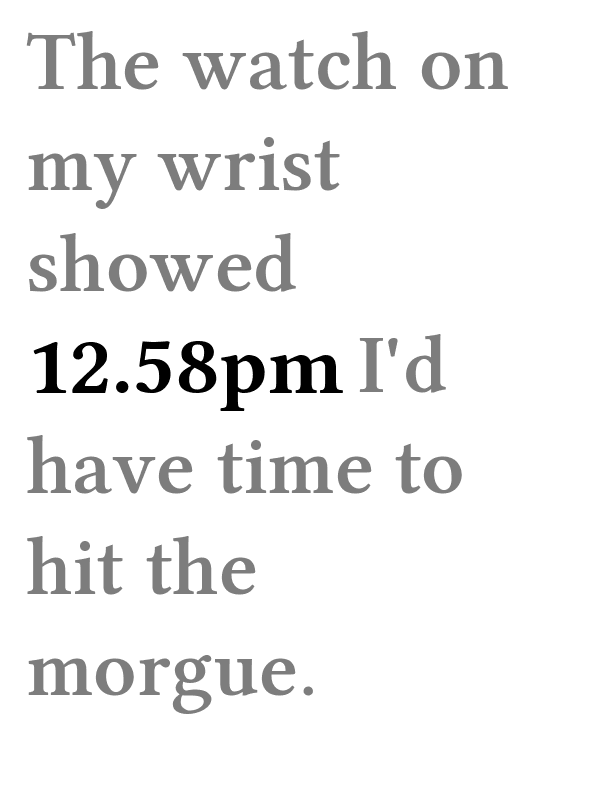 The watch on
my wrist
showed
12.58pm I'd
have time to
hit the
morgue.